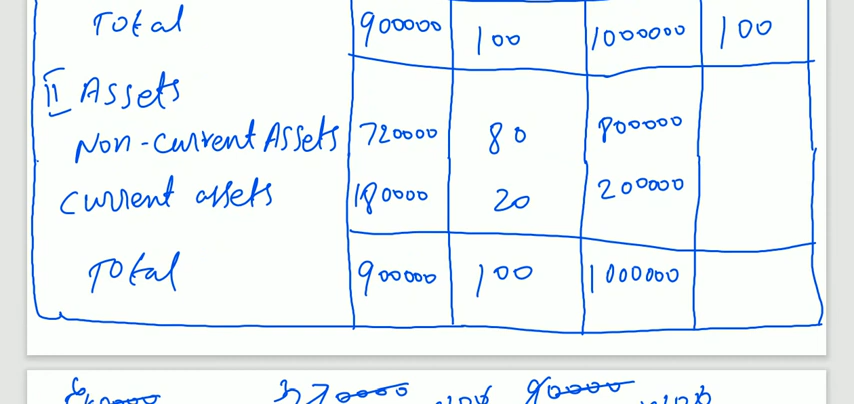 Total 900000 100 1000000 100
II Assets
Non-current Assets 720000 80 800000
Current assets 180000 20 200000
Total 900000 100 1000000